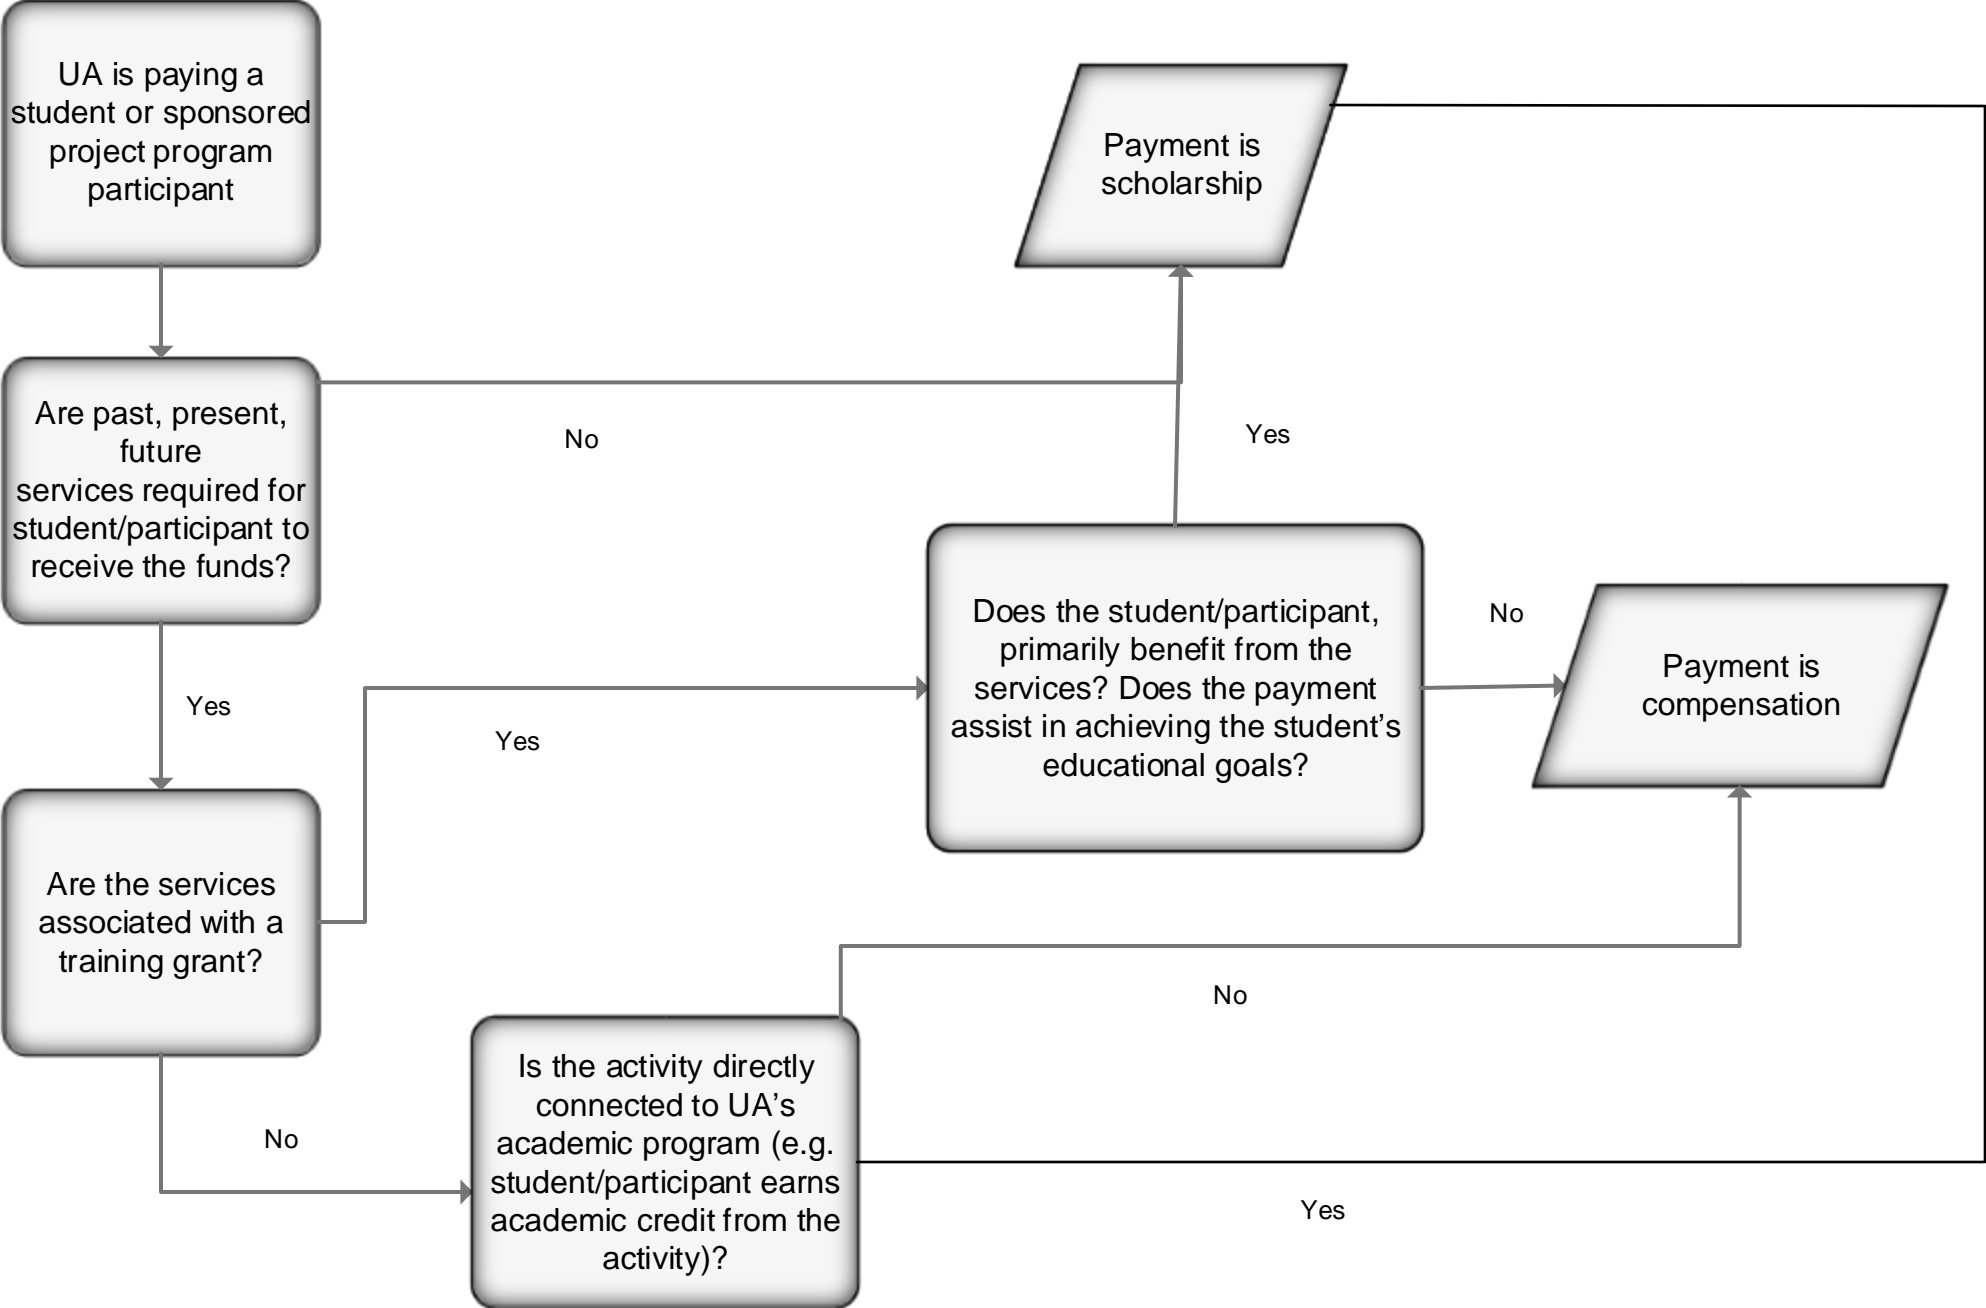 UA is paying a
student or sponsored
project program
participant
Payment is
scholarship
Are past, present,
future
services required for
student/participant to
receive the funds?
No
Yes
Does the student/participant,
primarily benefit from the
services? Does the payment
assist in achieving the student’s
educational goals?
No
Payment is
compensation
Yes
Yes
Are the services
associated with a
training grant?
No
No
Is the activity directly
connected to UA’s
academic program (e.g.
student/participant earns
academic credit from the
activity)?
Yes